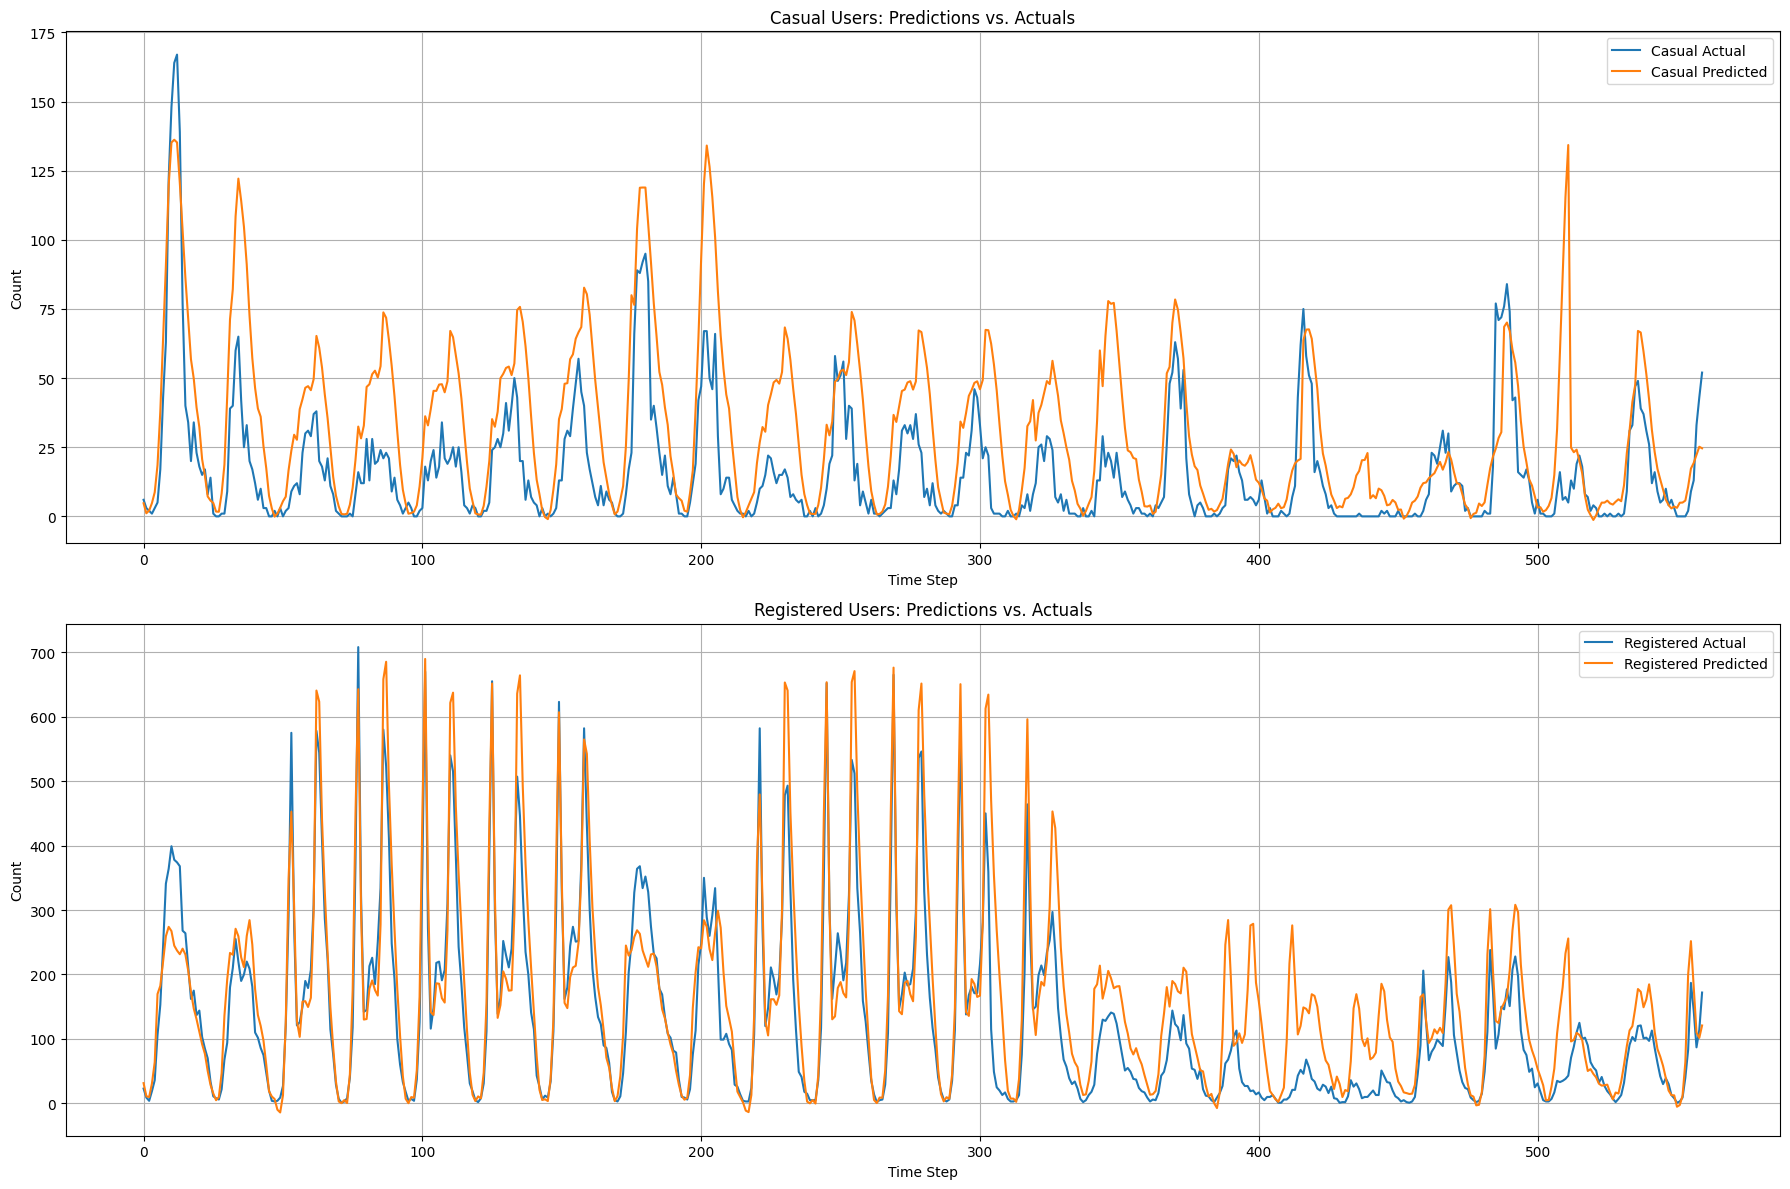 Casual Users: Predictions vs. Actuals
175
150
125
100
75
50
25
0
Count
Casual Actual
Casual Predicted
0 100 200 300 400 500
Time Step
Registered Users: Predictions vs. Actuals
700
600
500
400
300
200
100
0
Count
Registered Actual
Registered Predicted
0 100 200 300 400 500
Time Step